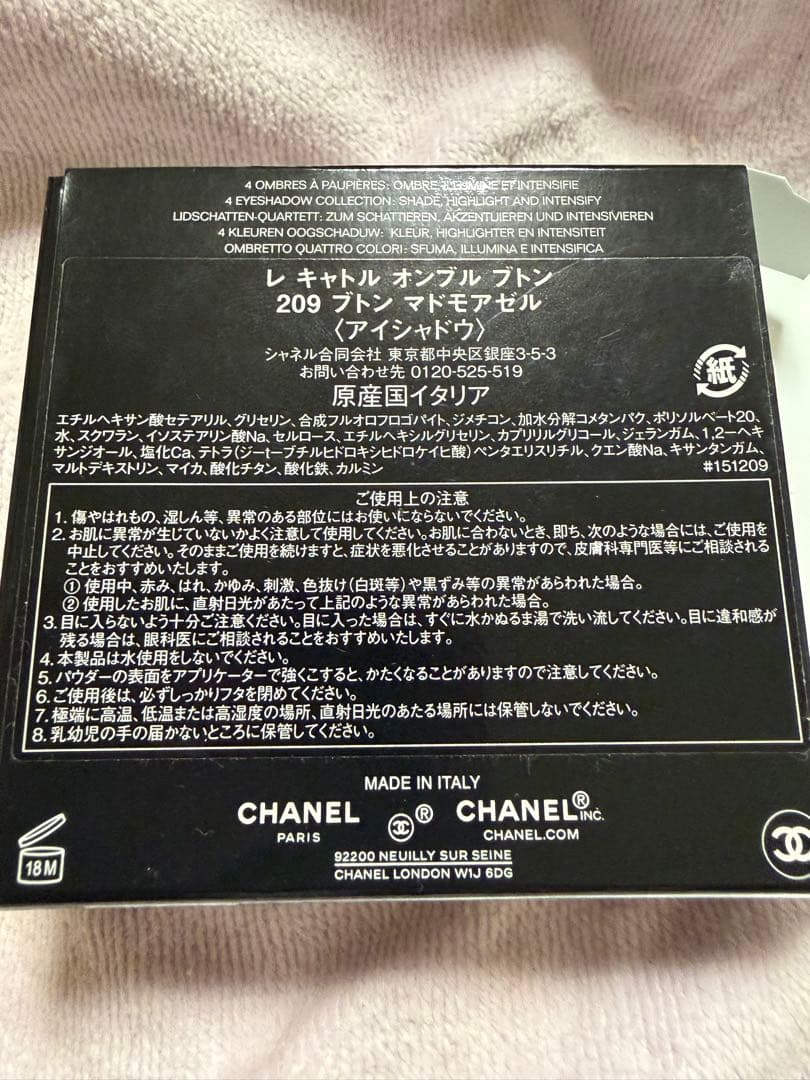 4 OMBRES À PAUPIÈRES: OMBRE, ILLUMINE ET INTENSIFIE
4 EYESHADOW COLLECTION: SHADE, HIGHLIGHT AND INTENSIFY
LIDSCHATTEN-QUARTETT: ZUM SCHATTIEREN, AKZENTUIEREN UND INTENSIVIEREN
4 KLEUREN OOGSCHADUW: KLEUR, HIGHLIGHTER EN INTENSITEIT
OMBRETTO QUATTRO COLORI: SFUMA, ILLUMINA E INTENSIFICA
レ キャトル オンブル ブトン
209 ブトン マドモアゼル
〈アイシャドウ〉
シャネル合同会社 東京都中央区銀座3-5-3
お問い合わせ先 0120-525-519
原産国イタリア
紙
エチルヘキサン酸セテアリル、グリセリン、合成フルオロフロゴパイト、ジメチコン、加水分解コメタンパク、ポリソルベート20、
水、スクワラン、イソステアリン酸Na、セルロース、エチルヘキシルグリセリン、カプリリルグリコール、ジェランガム、1,2-ヘキ
サンジオール、塩化Ca、テトラ(ジ-t-ブチルヒドロキシヒドロケイヒ酸)ペンタエリスリチル、クエン酸Na、キサンタンガム、
マルトデキストリン、マイカ、酸化チタン、酸化鉄、カルミン #151209
ご使用上の注意
1. 傷やはれもの、湿しん等、異常のある部位にはお使いにならないでください。
2. お肌に異常が生じていないかよく注意して使用してください。お肌に合わないとき、即ち、次のような場合には、ご使用を
中止してください。そのままご使用を続けますと、症状を悪化させることがありますので、皮膚科専門医等にご相談される
ことをおすすめいたします。
① 使用中、赤み、はれ、かゆみ、刺激、色抜け(白斑等)や黒ずみ等の異常があらわれた場合。
② 使用したお肌に、直射日光があたって上記のような異常があらわれた場合。
3. 目に入らないよう十分ご注意ください。目に入った場合は、すぐに水かぬるま湯で洗い流してください。目に違和感が
残る場合は、眼科医にご相談されることをおすすめいたします。
4. 本製品は水使用をしないでください。
5. パウダーの表面をアプリケーターで強くこすると、かたくなることがありますので注意してください。
6. ご使用後は、必ずしっかりフタを閉めてください。
7. 極端に高温、低温または高湿度の場所、直射日光のあたる場所には保管しないでください。
8. 乳幼児の手の届かないところに保管してください。
MADE IN ITALY
CHANEL ® CHANEL® INC.
PARIS CHANEL.COM
92200 NEUILLY SUR SEINE
CHANEL LONDON W1J 6DG
18M